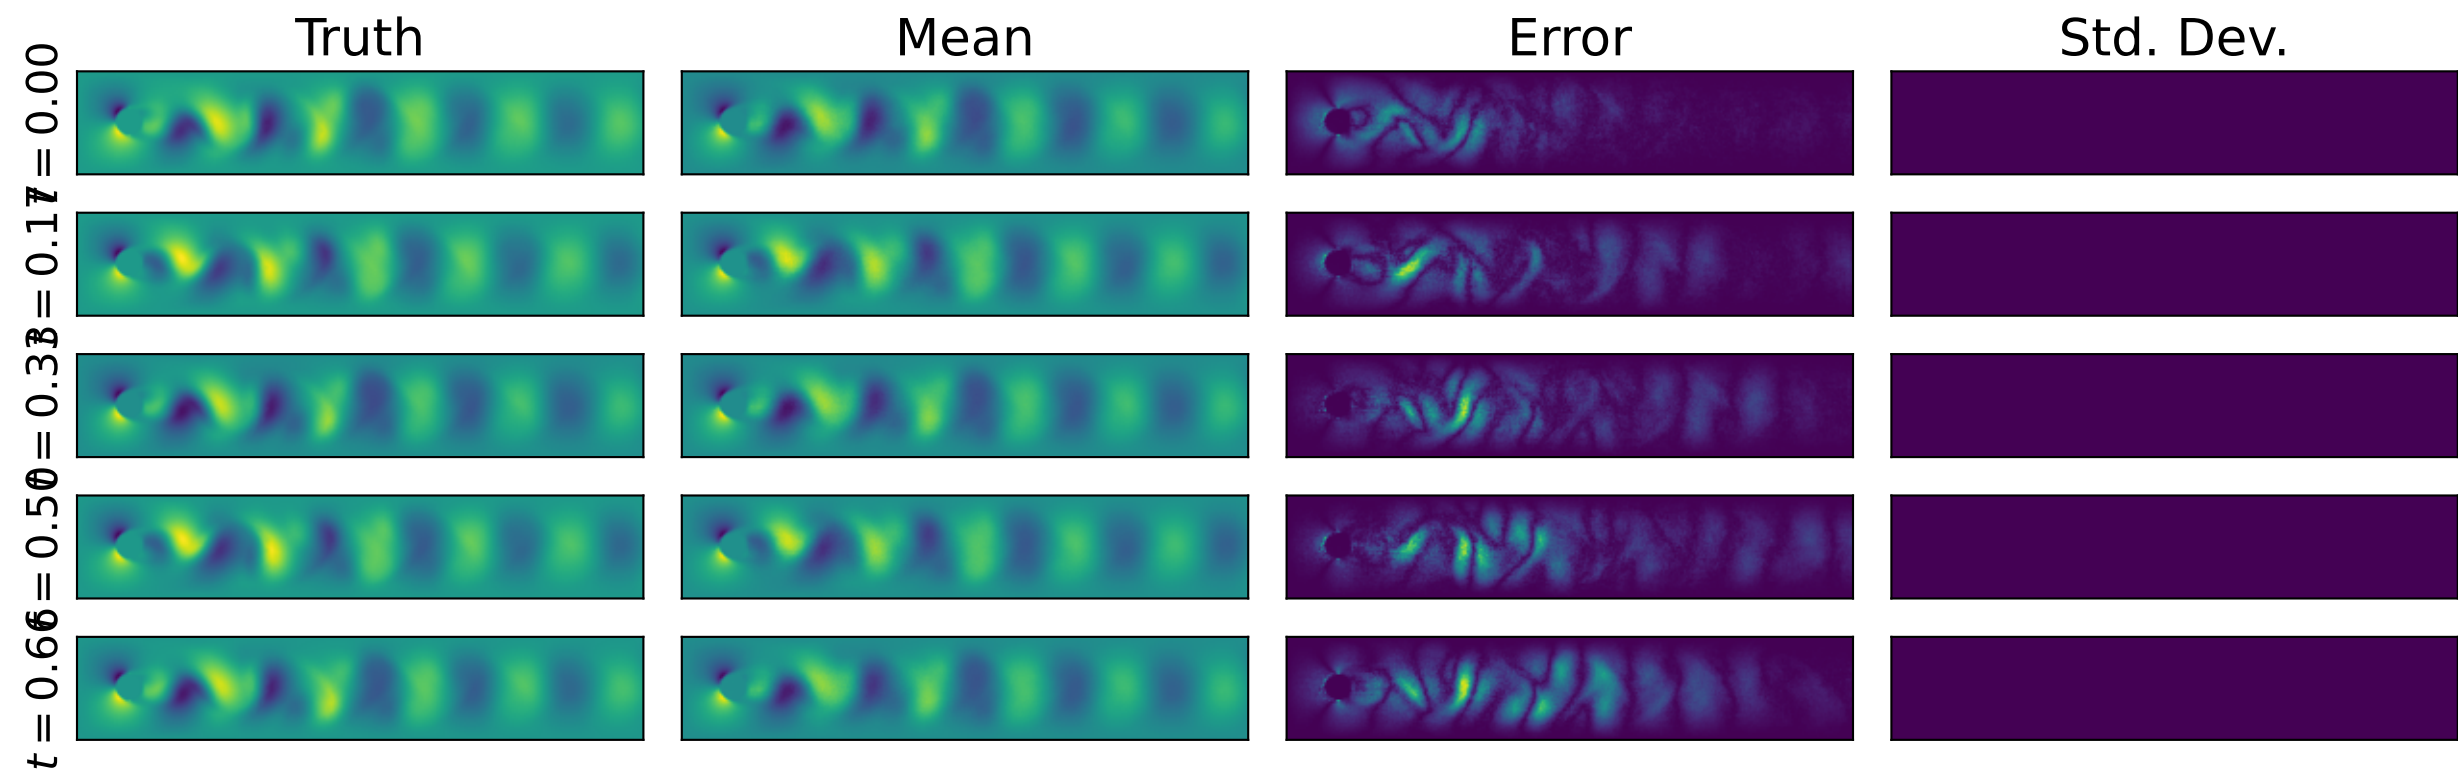 Truth Mean Error Std. Dev.
t = 0.00
t = 0.17
t = 0.33
t = 0.50
t = 0.66